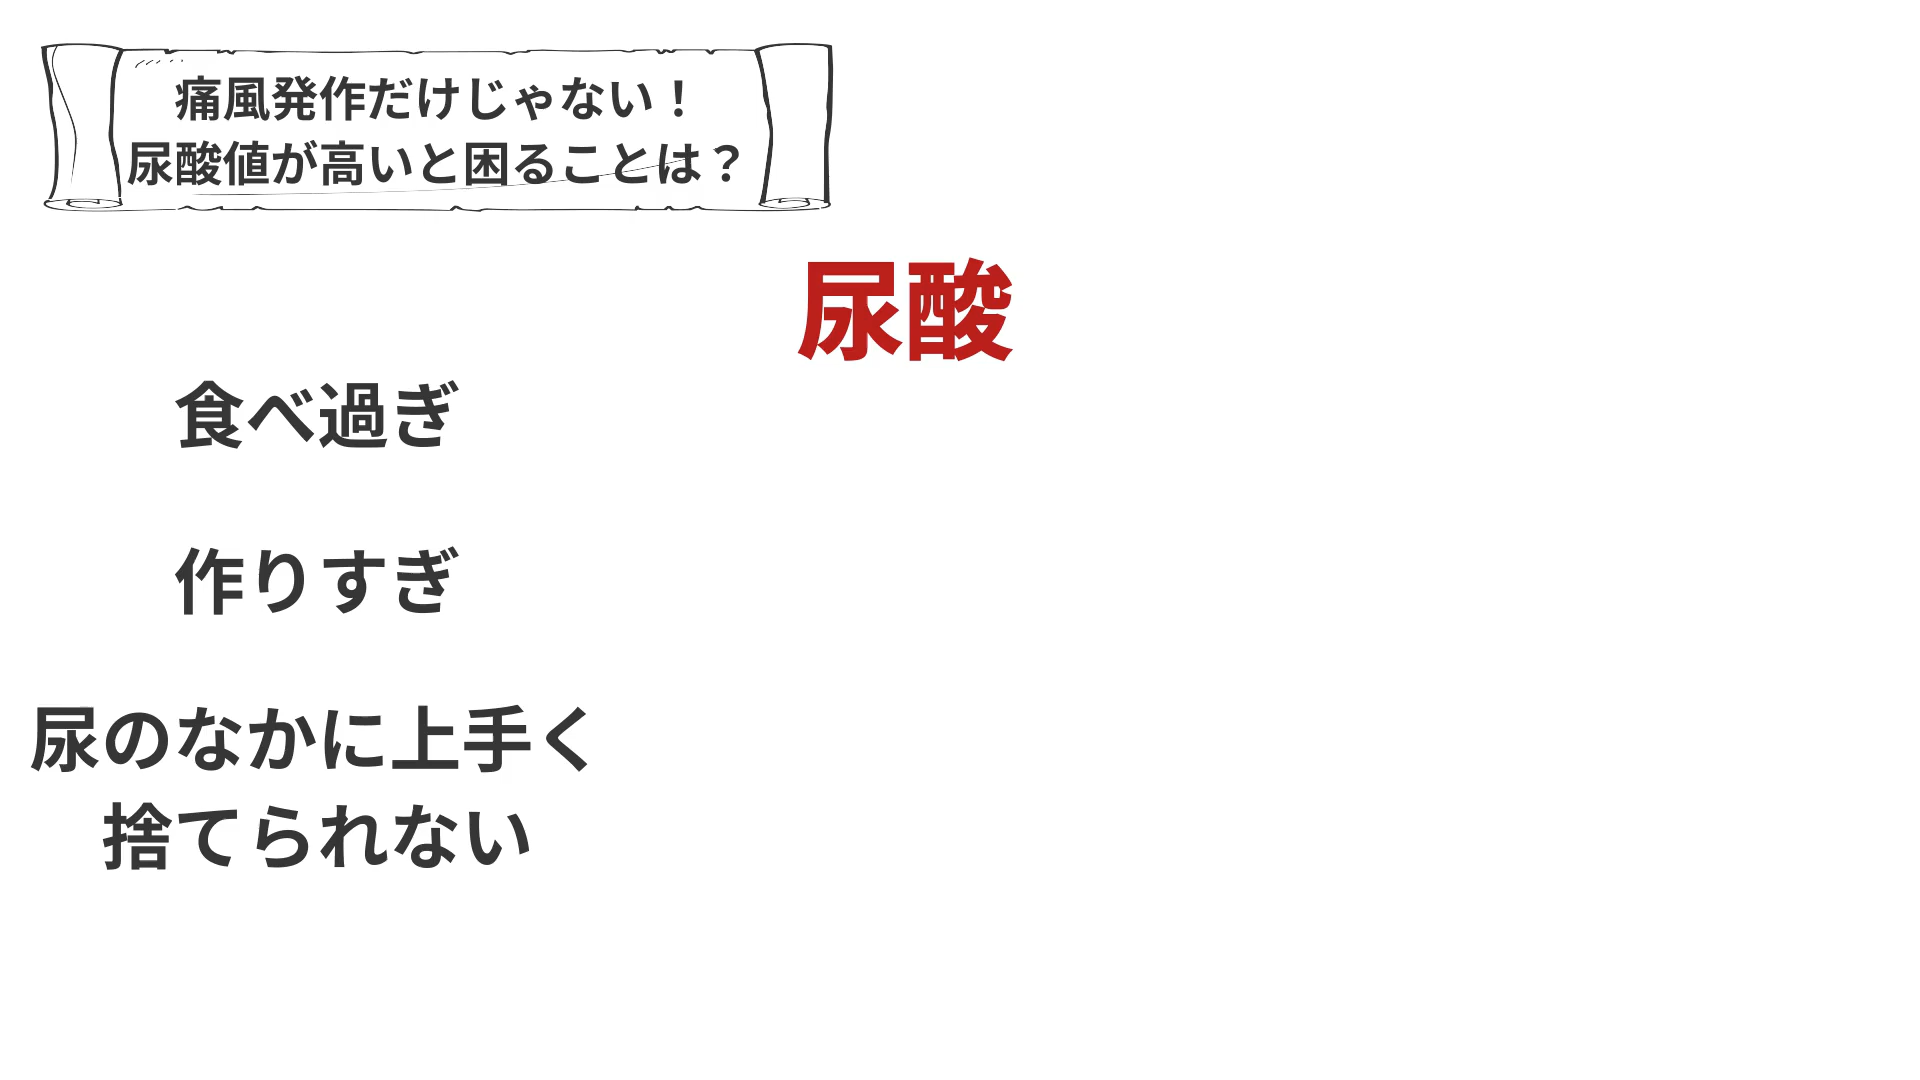 痛風発作だけじゃない！
尿酸値が高いと困ることは？
尿酸
食べ過ぎ
作りすぎ
尿のなかに上手く
捨てられない